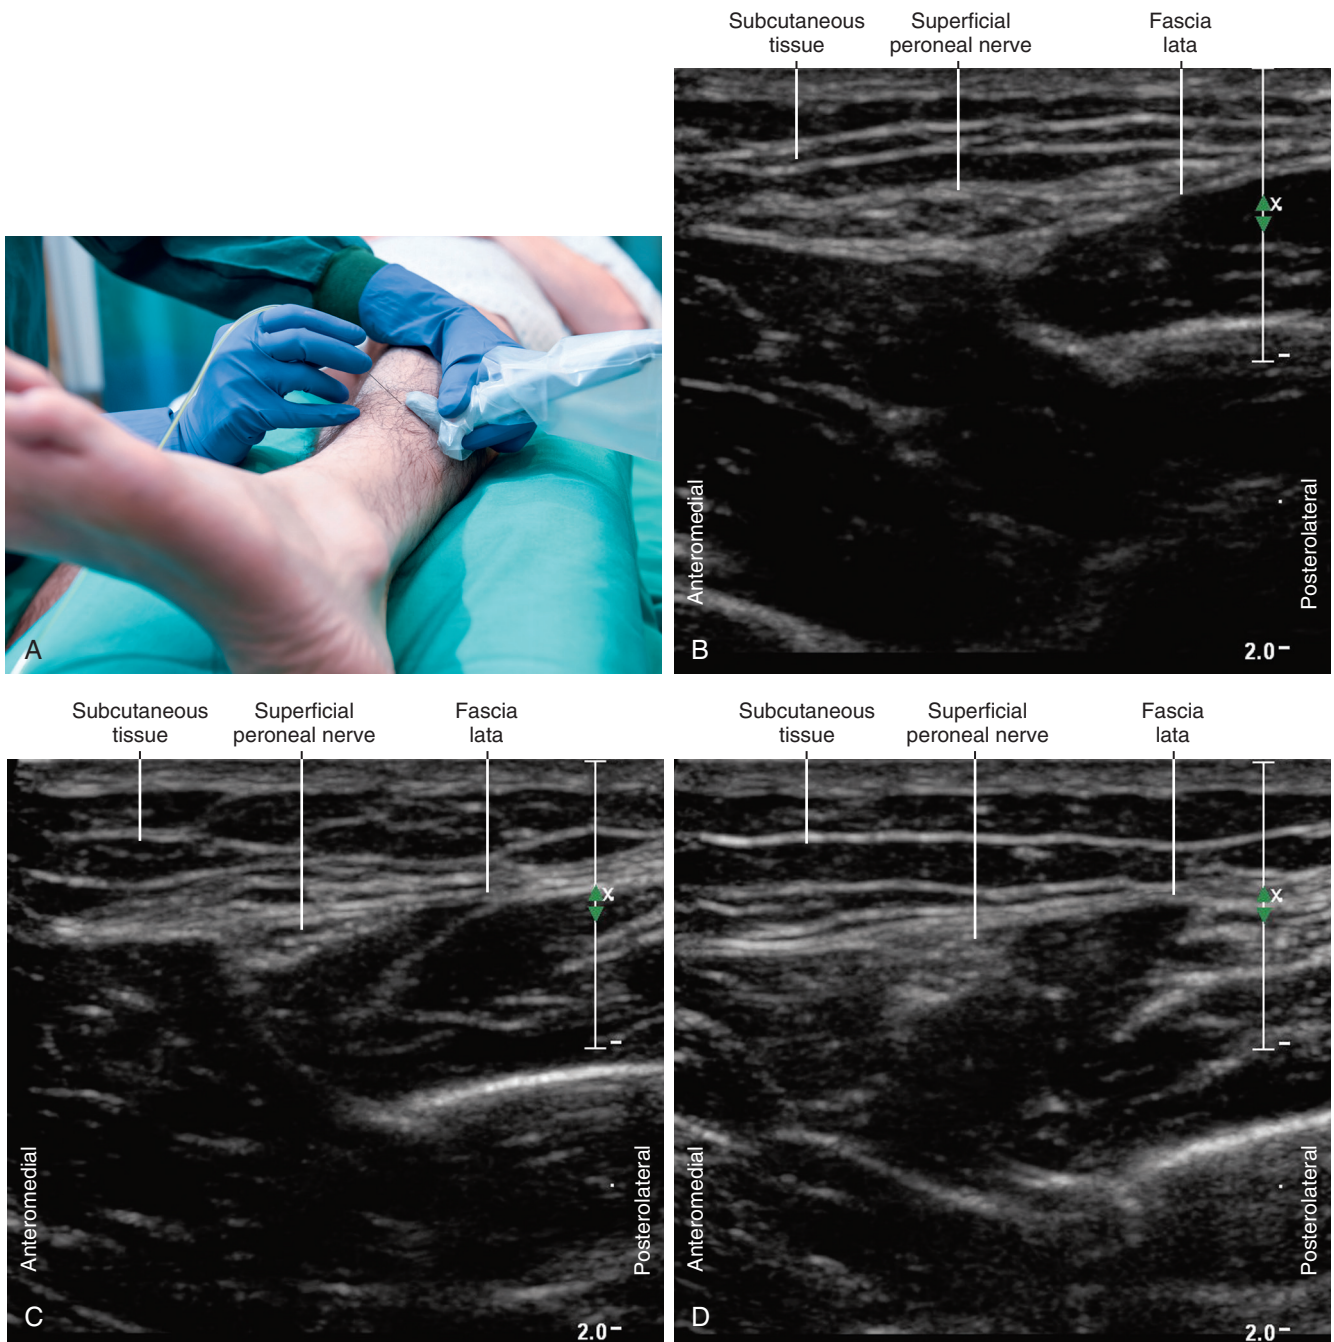 Subcutaneous
tissue
Superficial
peroneal nerve
Fascia
lata
x
Anteromedial
Posterolateral
A
B
2.0
Subcutaneous
tissue
Superficial
peroneal nerve
Fascia
lata
x
Anteromedial
Posterolateral
C
2.0
Subcutaneous
tissue
Superficial
peroneal nerve
Fascia
lata
x
Anteromedial
Posterolateral
D
2.0